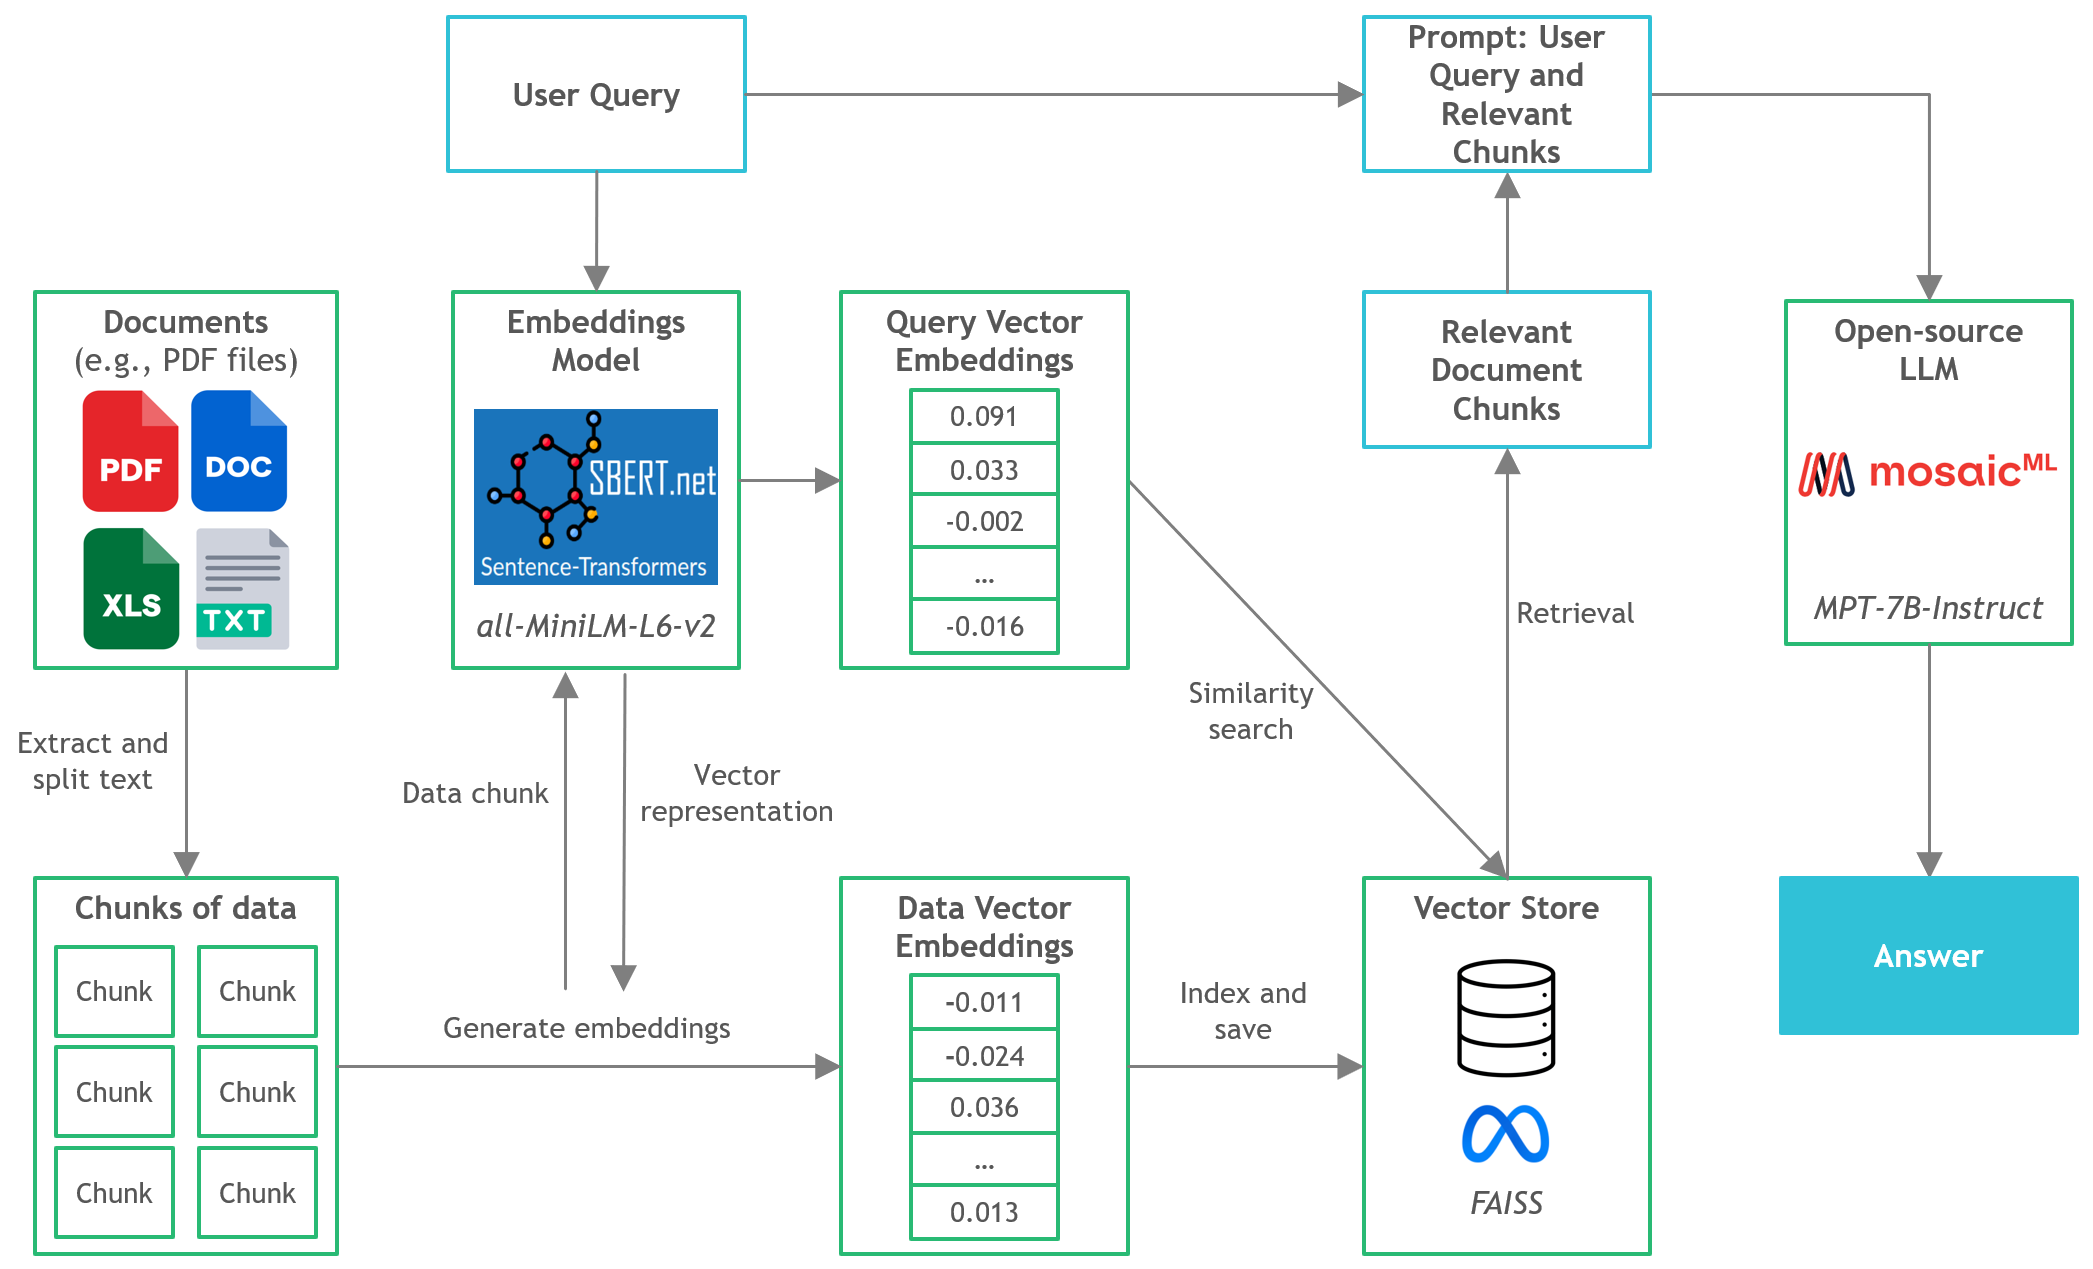 User Query
Prompt: User
Query and
Relevant
Chunks
Documents
(e.g., PDF files)
PDF
DOC
XLS
TXT
Embeddings
Model
SBERT.net
Sentence-Transformers
all-MiniLM-L6-v2
Query Vector
Embeddings
0.091
0.033
-0.002
...
-0.016
Relevant
Document
Chunks
Open-source
LLM
mosaicML
MPT-7B-Instruct
Extract and
split text
Data chunk
Vector
representation
Similarity
search
Retrieval
Chunks of data
Chunk
Chunk
Chunk
Chunk
Chunk
Chunk
Generate embeddings
Data Vector
Embeddings
-0.011
-0.024
0.036
...
0.013
Index and
save
Vector Store
FAISS
Answer